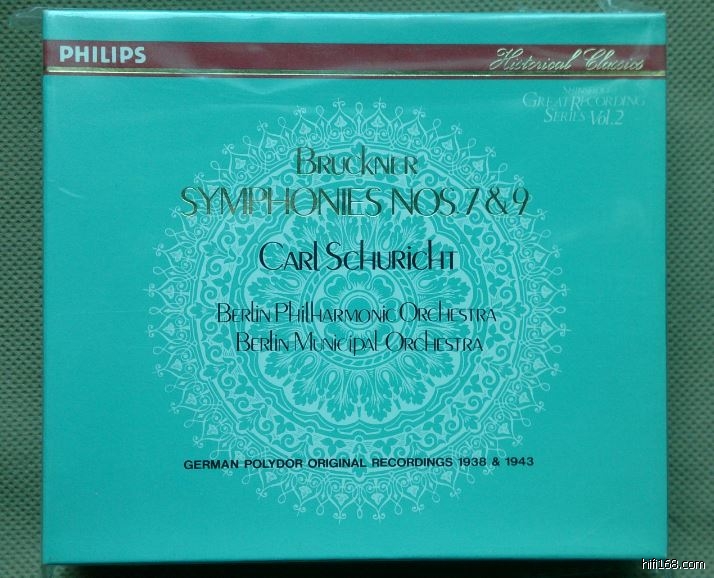 PHILIPS
Historical Classics
SHINSEIDO
GREAT RECORDING
SERIES Vol.2
BRUCKNER
SYMPHONIES NOS.7&9
CARL SCHURICHT
BERLIN PHILHARMONIC ORCHESTRA
BERLIN MUNICIPAL ORCHESTRA
GERMAN POLYDOR ORIGINAL RECORDINGS 1938 & 1943
hifi168.com